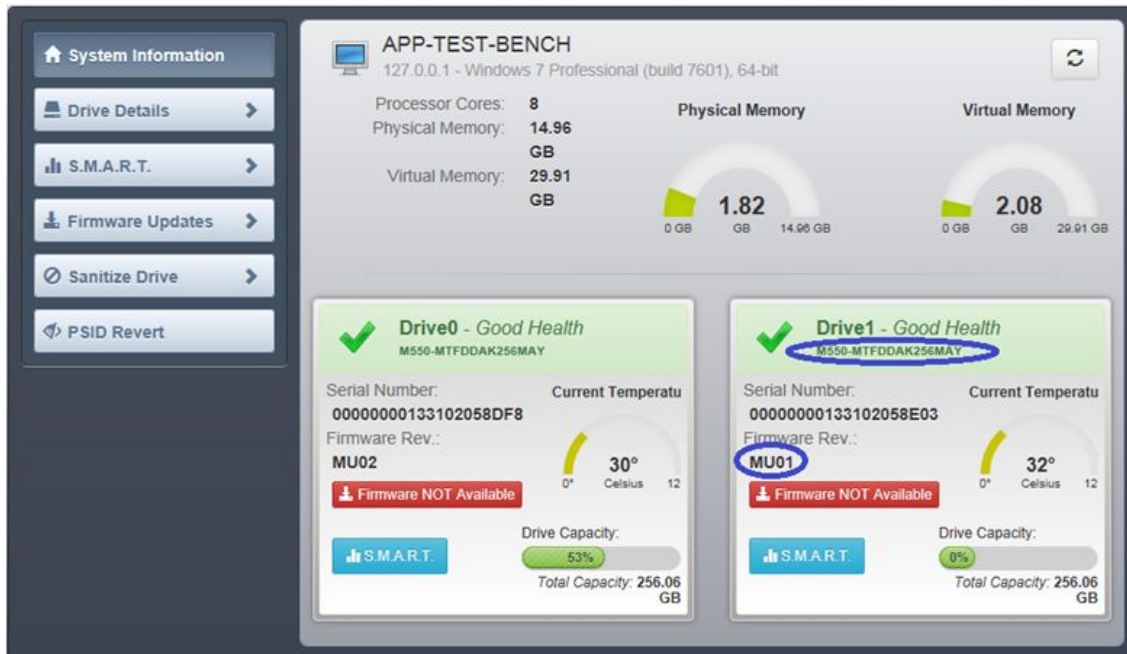 System Information
Drive Details
S.M.A.R.T.
Firmware Updates
Sanitize Drive
PSID Revert
APP-TEST-BENCH
127.0.0.1 - Windows 7 Professional (build 7601), 64-bit
Processor Cores: 8
Physical Memory: 14.96
GB
Virtual Memory: 29.91
GB
Physical Memory
1.82
0 GB GB 14.96 GB
Virtual Memory
2.08
0 GB GB 29.91 GB
Drive0 - Good Health
M550-MTFDDAK256MAY
Serial Number:
00000000133102058DF8
Firmware Rev.:
MU02
Firmware NOT Available
S.M.A.R.T.
Current Temperatu
30°
0° Celsius 12
Drive Capacity:
53%
Total Capacity: 256.06
GB
Drive1 - Good Health
M550-MTFDDAK256MAY
Serial Number:
00000000133102058E03
Firmware Rev.:
MU01
Firmware NOT Available
S.M.A.R.T.
Current Temperatu
32°
0° Celsius 12
Drive Capacity:
0%
Total Capacity: 256.06
GB